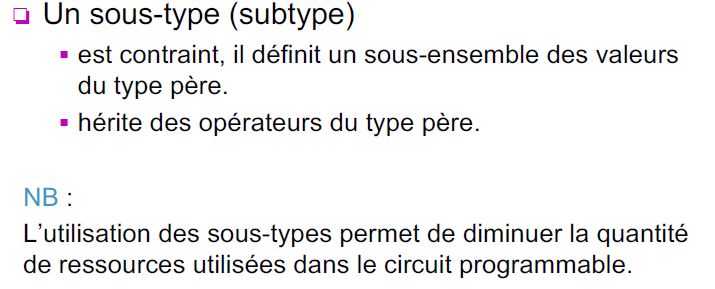 Un sous-type (subtype)
est contraint, il définit un sous-ensemble des valeurs
du type père.
hérite des opérateurs du type père.
NB :
L’utilisation des sous-types permet de diminuer la quantité
de ressources utilisées dans le circuit programmable.